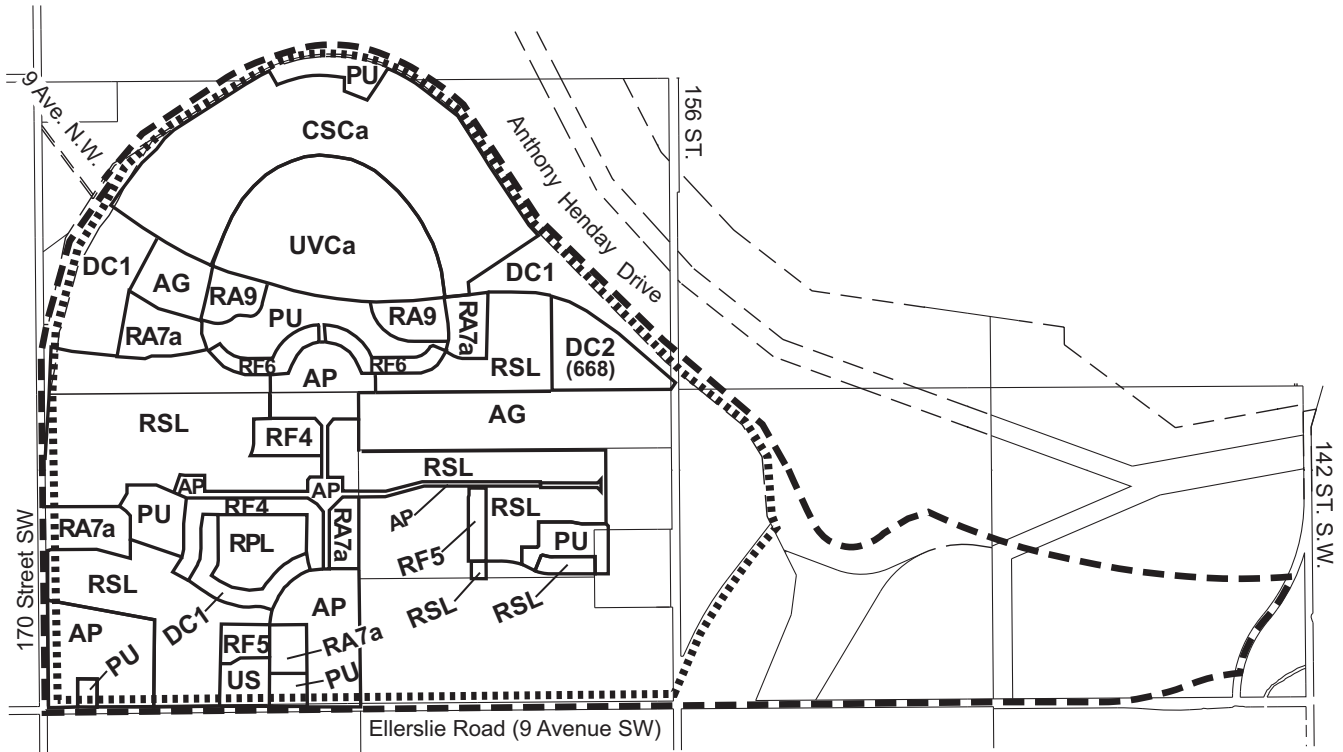 PU
9 Ave. N.W.
156 ST.
CSCa
Anthony Henday Drive
UVCa
DC1
DC1
AG
RA9
RA9
PU
RA7a
RA7a
RF6
RF6
AP
RSL
DC2
(668)
RSL
AG
RF4
142 ST. S.W.
RSL
AP
AP
RF4
RSL
PU
RA7a
RPL
RA7a
AP
PU
RF5
170 Street SW
RSL
RSL
RSL
DC1
AP
AP
RF5
RA7a
PU
US
PU
Ellerslie Road (9 Avenue SW)